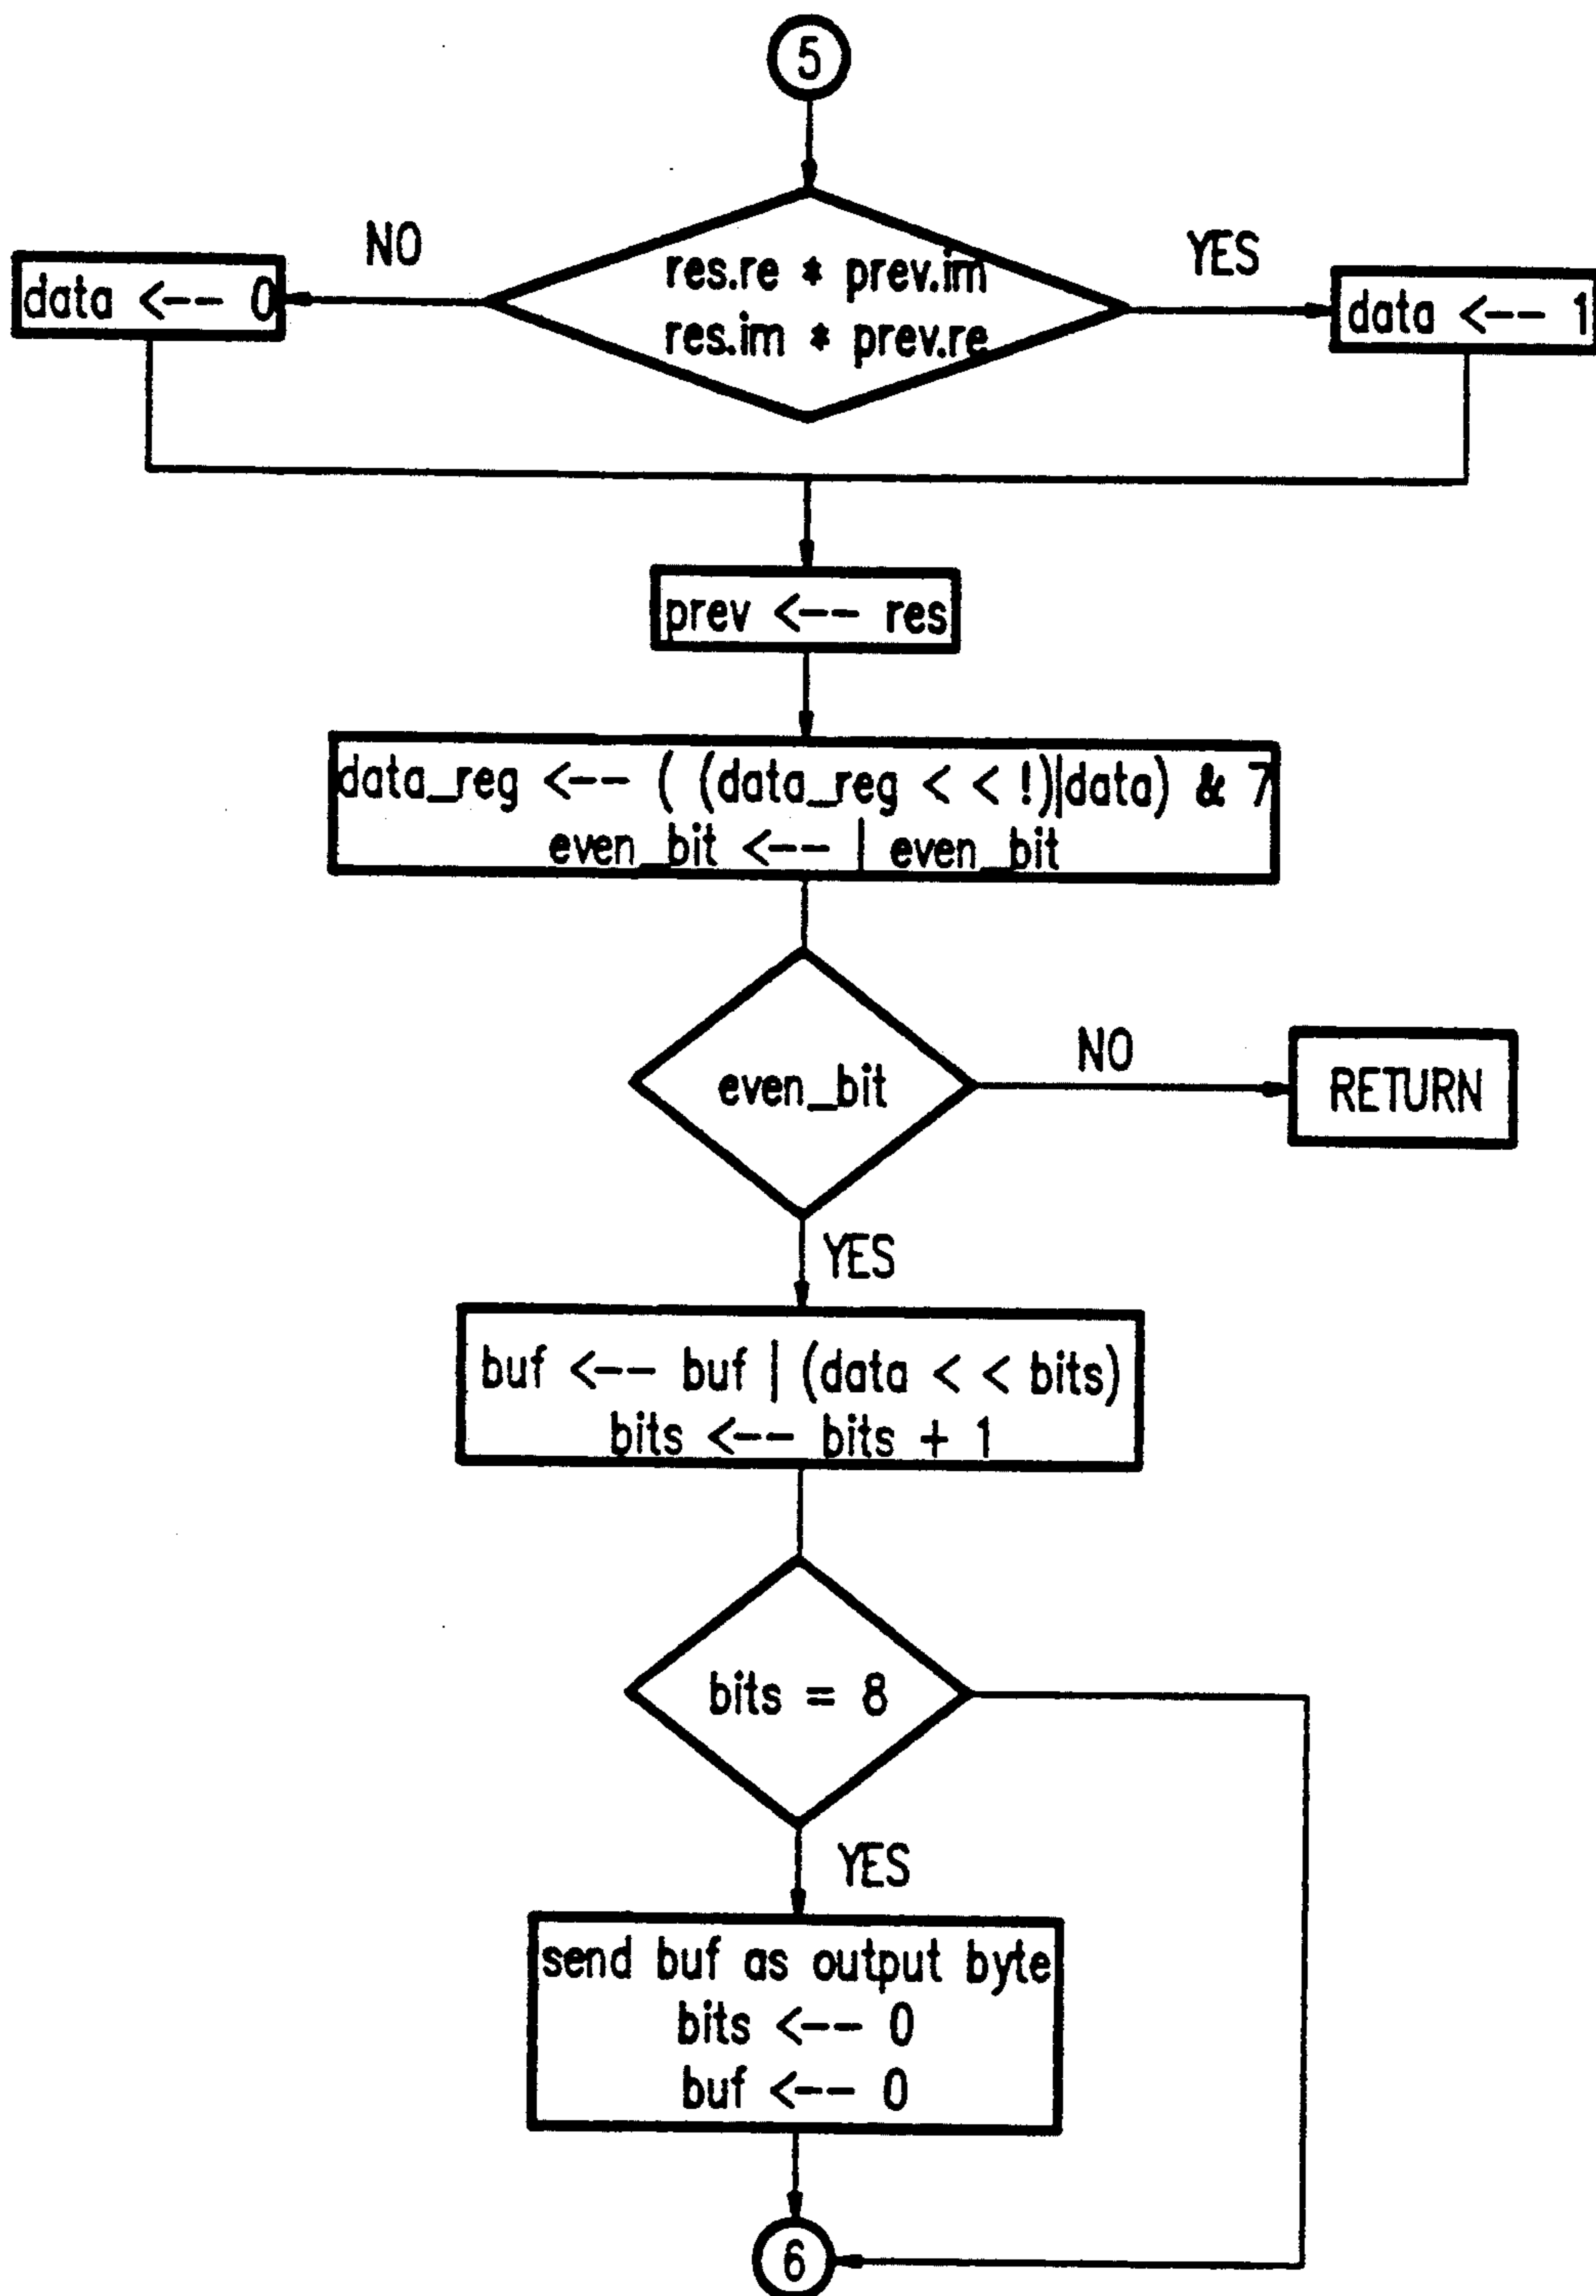 5
NO
YES
res.re * prev.im
res.im * prev.re
data <-- 0
data <-- 1
prev <-- res
data_reg <-- ( (data_reg < < !)|data) & 7
even_bit <-- | even_bit
even_bit
NO
RETURN
YES
buf <-- buf | (data < < bits)
bits <-- bits + 1
bits = 8
YES
send buf as output byte
bits <-- 0
buf <-- 0
6